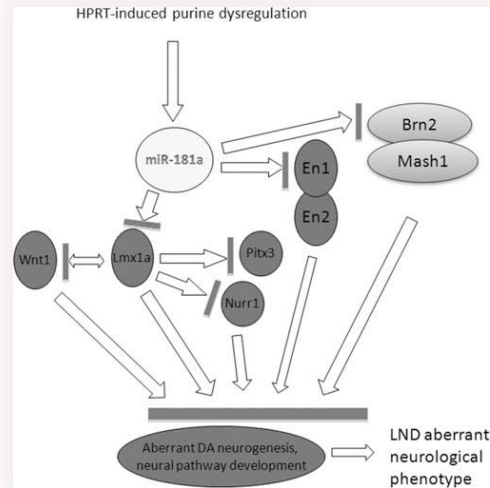 HPRT-induced purine dysregulation
miR-181a
Brn2
Mash1
En1
En2
Wnt1
Lmx1a
Pitx3
Nurr1
Aberrant DA neurogenesis,
neural pathway development
LND aberrant
neurological
phenotype